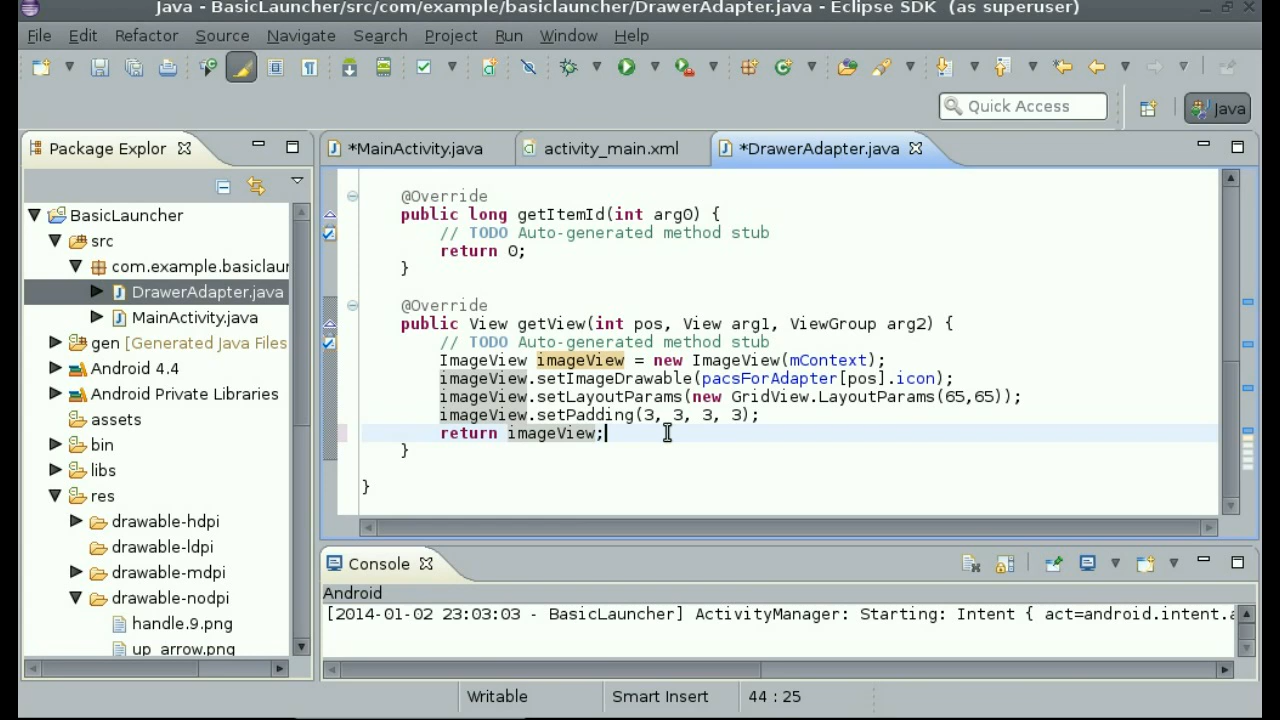 Java - BasicLauncher/src/com/example/basiclauncher/DrawerAdapter.java - Eclipse SDK (as superuser)
File Edit Refactor Source Navigate Search Project Run Window Help
Quick Access
Java
Package Explor
*MainActivity.java
activity_main.xml
*DrawerAdapter.java
BasicLauncher
src
com.example.basiclaun
DrawerAdapter.java
MainActivity.java
gen [Generated Java Files
Android 4.4
Android Private Libraries
assets
bin
libs
res
drawable-hdpi
drawable-ldpi
drawable-mdpi
drawable-nodpi
handle.9.png
up_arrow.png
@Override
public long getItemId(int arg0) {
// TODO Auto-generated method stub
return 0;
}
@Override
public View getView(int pos, View arg1, ViewGroup arg2) {
// TODO Auto-generated method stub
ImageView imageView = new ImageView(mContext);
imageView.setImageDrawable(pacsForAdapter[pos].icon);
imageView.setLayoutParams(new GridView.LayoutParams(65,65));
imageView.setPadding(3, 3, 3, 3);
return imageView;
}
}
Console
Android
[2014-01-02 23:03:03 - BasicLauncher] ActivityManager: Starting: Intent { act=android.intent.a
Writable
Smart Insert
44 : 25